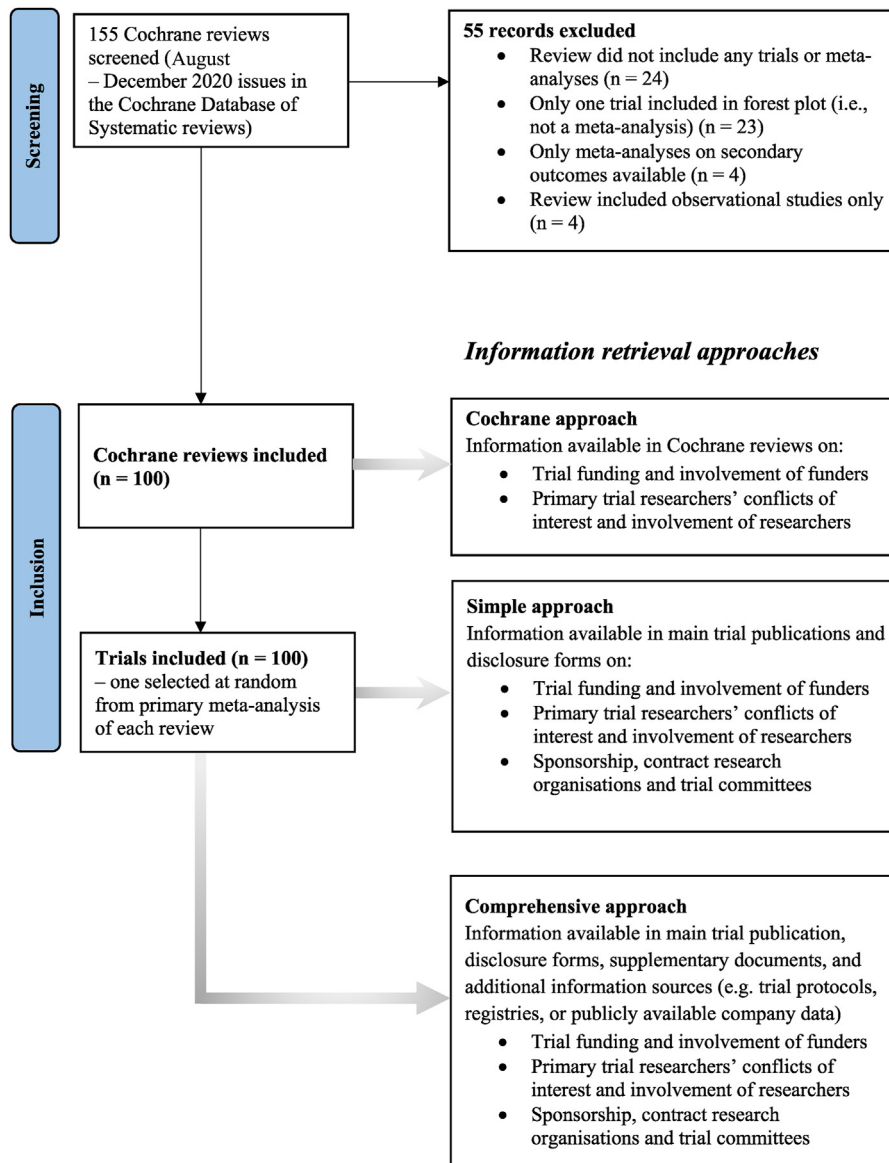 Screening
155 Cochrane reviews
screened (August
– December 2020 issues in
the Cochrane Database of
Systematic reviews)
55 records excluded
• Review did not include any trials or meta-
analyses (n = 24)
• Only one trial included in forest plot (i.e.,
not a meta-analysis) (n = 23)
• Only meta-analyses on secondary
outcomes available (n = 4)
• Review included observational studies only
(n = 4)
Information retrieval approaches
Inclusion
Cochrane reviews included
(n = 100)
Cochrane approach
Information available in Cochrane reviews on:
• Trial funding and involvement of funders
• Primary trial researchers’ conflicts of
interest and involvement of researchers
Trials included (n = 100)
– one selected at random
from primary meta-analysis
of each review
Simple approach
Information available in main trial publications and
disclosure forms on:
• Trial funding and involvement of funders
• Primary trial researchers’ conflicts of
interest and involvement of researchers
• Sponsorship, contract research
organisations and trial committees
Comprehensive approach
Information available in main trial publication,
disclosure forms, supplementary documents, and
additional information sources (e.g. trial protocols,
registries, or publicly available company data)
• Trial funding and involvement of funders
• Primary trial researchers’ conflicts of
interest and involvement of researchers
• Sponsorship, contract research
organisations and trial committees